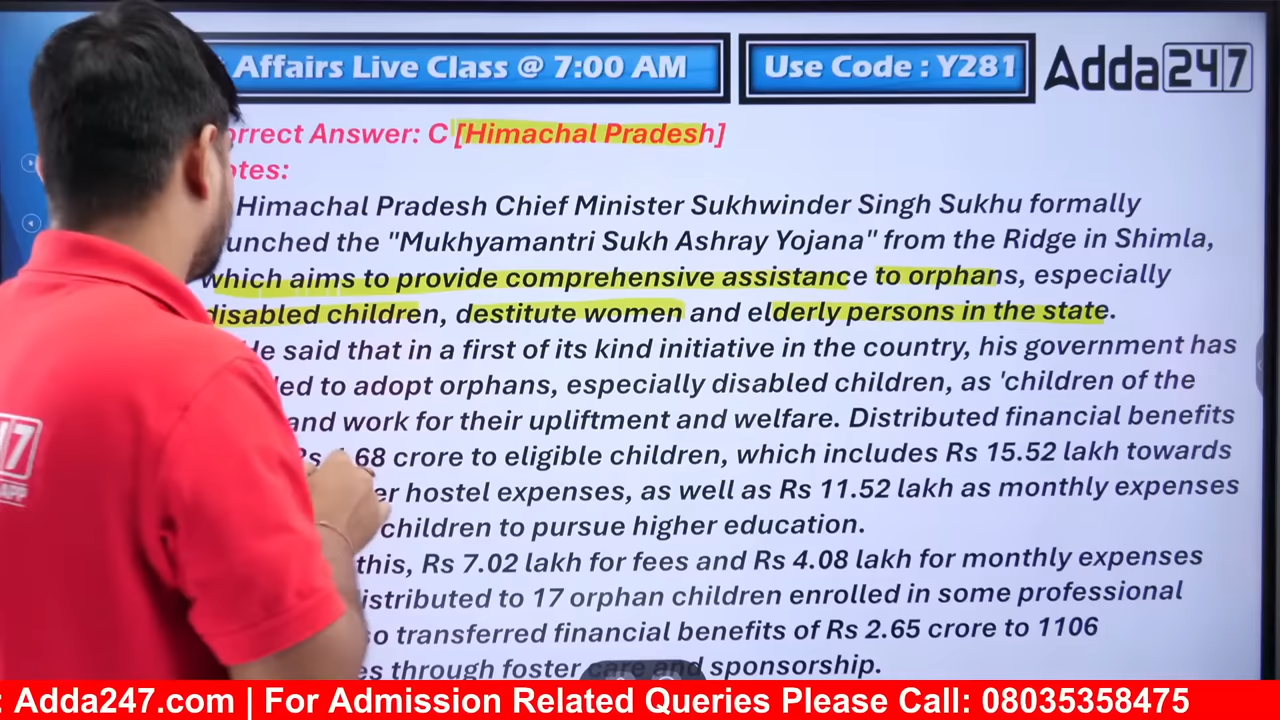 Affairs Live Class @ 7:00 AM
Use Code : Y281
Adda247
orrect Answer: C [Himachal Pradesh]
otes:
Himachal Pradesh Chief Minister Sukhwinder Singh Sukhu formally
unched the "Mukhyamantri Sukh Ashray Yojana" from the Ridge in Shimla,
which aims to provide comprehensive assistance to orphans, especially
disabled children, destitute women and elderly persons in the state.
He said that in a first of its kind initiative in the country, his government has
ed to adopt orphans, especially disabled children, as 'children of the
and work for their upliftment and welfare. Distributed financial benefits
Rs 68 crore to eligible children, which includes Rs 15.52 lakh towards
er hostel expenses, as well as Rs 11.52 lakh as monthly expenses
children to pursue higher education.
this, Rs 7.02 lakh for fees and Rs 4.08 lakh for monthly expenses
istributed to 17 orphan children enrolled in some professional
so transferred financial benefits of Rs 2.65 crore to 1106
es through foster care and sponsorship.
17
APP
: Adda247.com | For Admission Related Queries Please Call: 08035358475